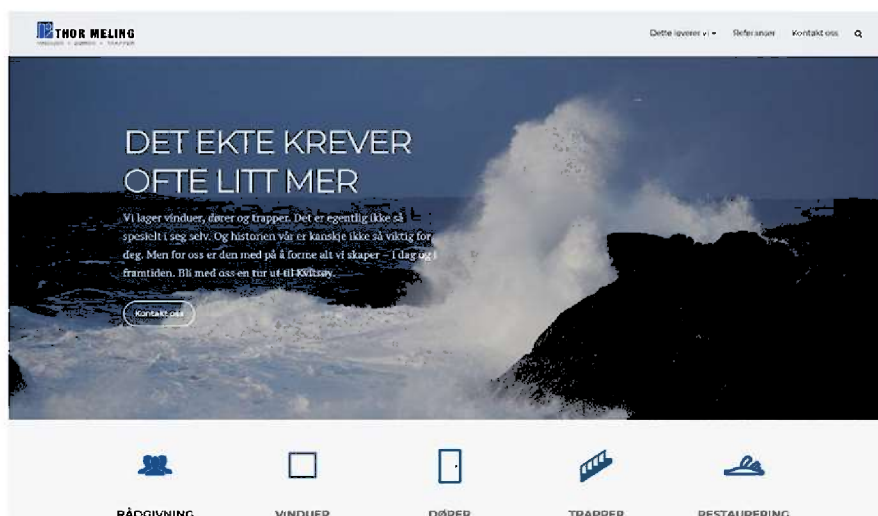 THOR MELING
VINDUER • DØRER • TRAPPER
Dette leverer vi
Referanser
Kontakt oss
DET EKTE KREVER
OFTE LITT MER
Vi lager vinduer, dører og trapper. Det er egentlig ikke så
spesielt i seg selv. Og historien vår er kanskje ikke så viktig for
deg. Men for oss er den med på å forme alt vi skaper – i dag og i
framtiden. Bli med oss en tur ut til Kvitsøy.
Kontakt oss
RÅDGIVNING
VINDUER
DØRER
TRAPPER
RESTAURERING